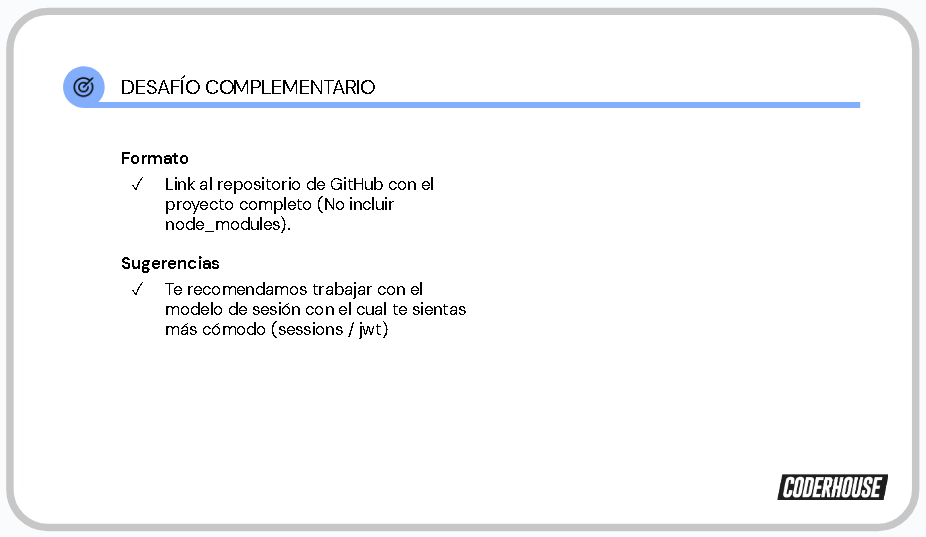 DESAFÍO COMPLEMENTARIO
Formato
✓ Link al repositorio de GitHub con el
proyecto completo (No incluir
node_modules).
Sugerencias
✓ Te recomendamos trabajar con el
modelo de sesión con el cual te sientas
más cómodo (sessions / jwt)
CODERHOUSE